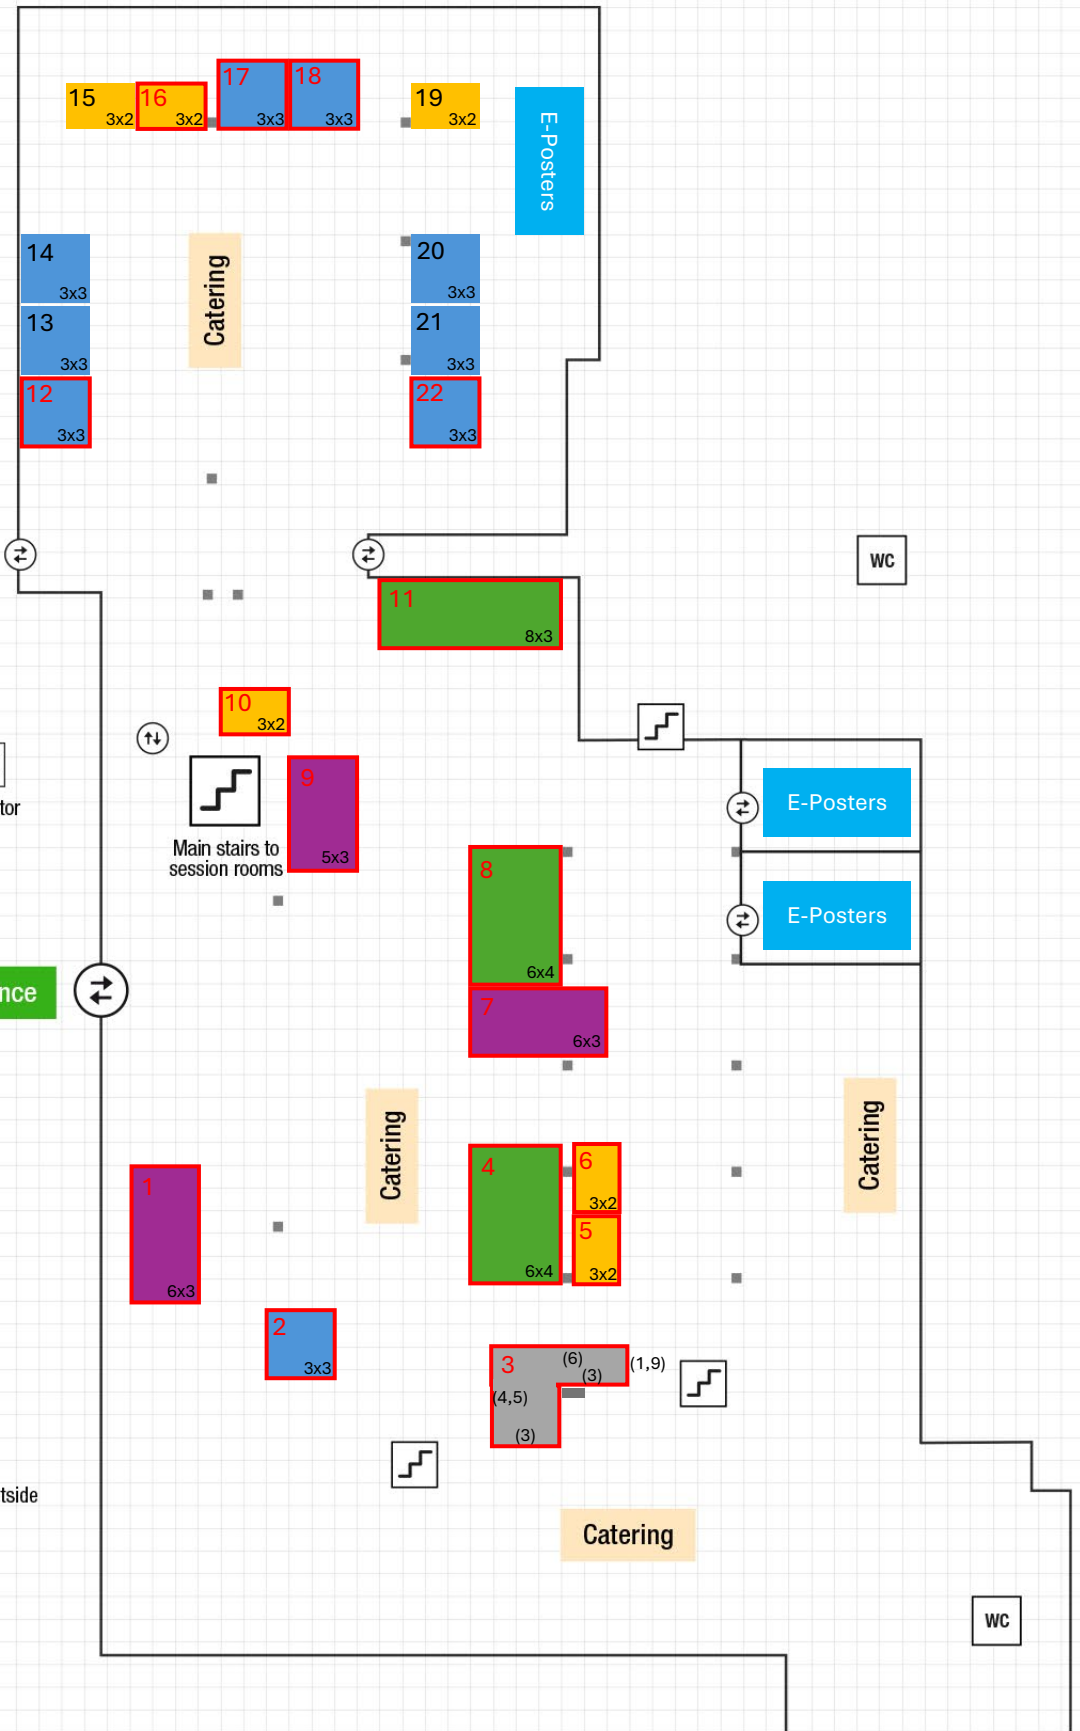 17
18
15
16
19
3x2
3x2
3x3
3x3
3x2
E-Posters
14
3x3
Catering
20
3x3
13
3x3
21
3x3
12
3x3
22
3x3
WC
11
8x3
10
3x2
9
5x3
tor
Main stairs to
session rooms
E-Posters
8
6x4
E-Posters
nce
7
6x3
Catering
Catering
1
6x3
4
6x4
6
3x2
5
3x2
2
3x3
3
(6)
(3)
(1,9)
(4,5)
(3)
tside
Catering
WC